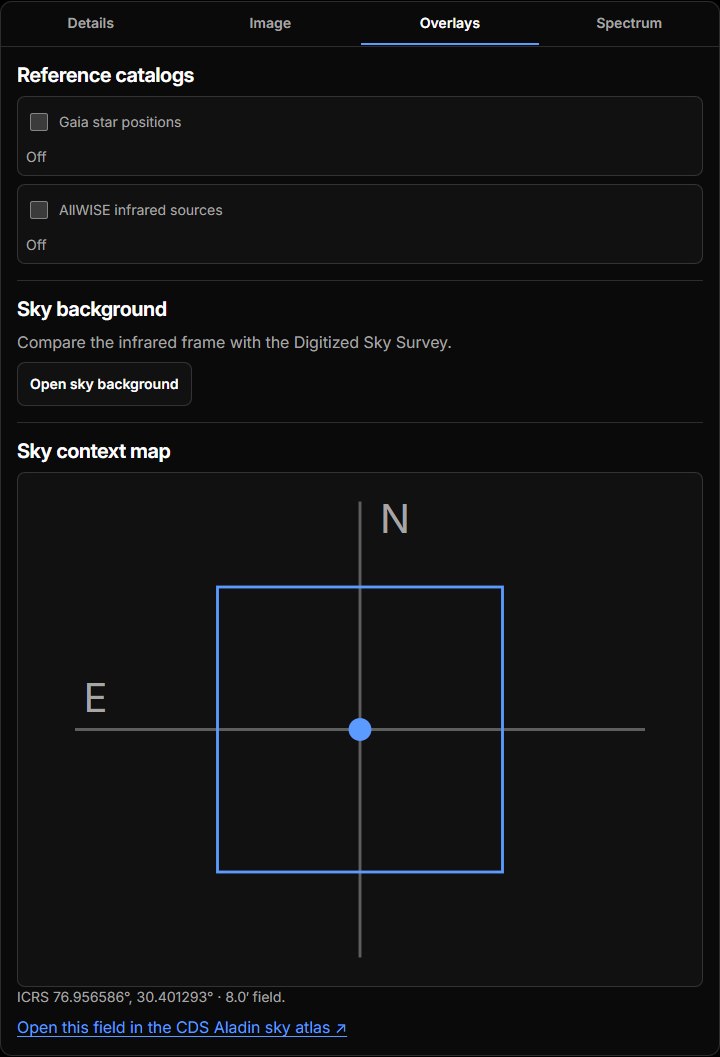 Details Image Overlays Spectrum
Reference catalogs
Gaia star positions
Off
AllWISE infrared sources
Off
Sky background
Compare the infrared frame with the Digitized Sky Survey.
Open sky background
Sky context map
N
E
ICRS 76.956586°, 30.401293° · 8.0′ field.
Open this field in the CDS Aladin sky atlas ↗